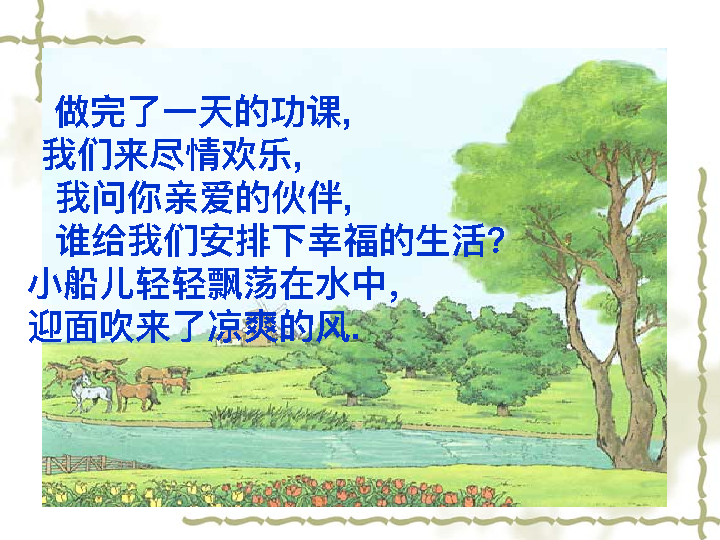 做完了一天的功课,
我们来尽情欢乐,
我问你亲爱的伙伴,
谁给我们安排下幸福的生活?
小船儿轻轻飘荡在水中,
迎面吹来了凉爽的风.